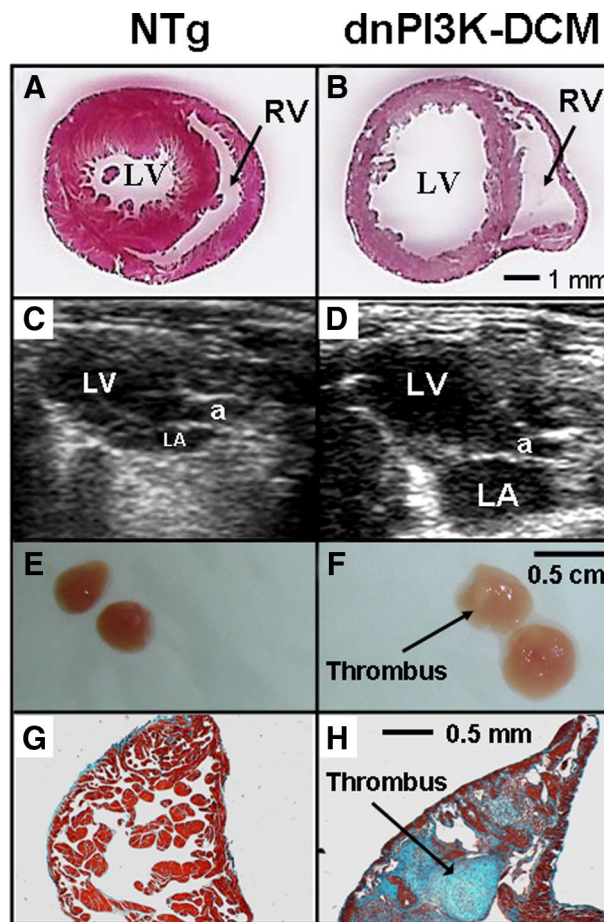 NTg dnPI3K-DCM
A RV LV
B RV LV
1 mm
C LV a LA
D LV a LA
E
F 0.5 cm
Thrombus
G
H 0.5 mm
Thrombus